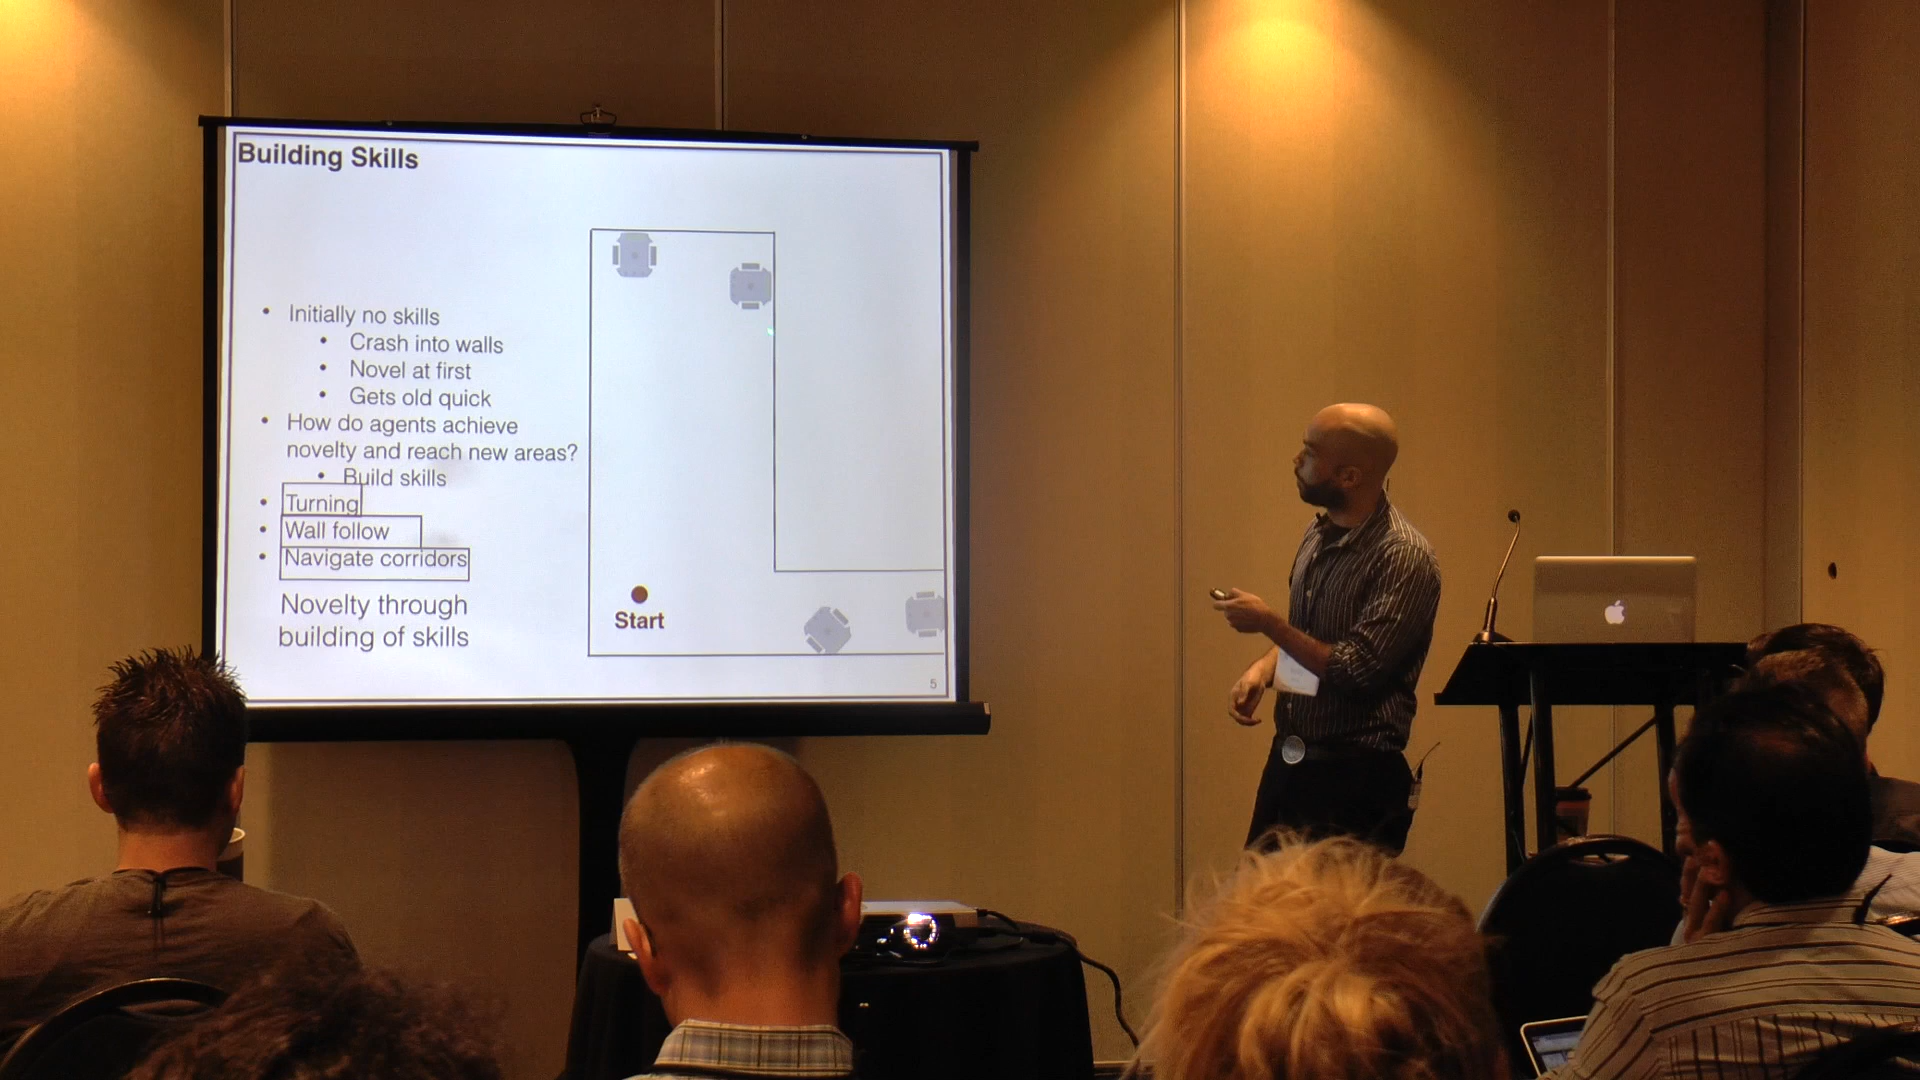 Building Skills
• Initially no skills
• Crash into walls
• Novel at first
• Gets old quick
• How do agents achieve
novelty and reach new areas?
• Build skills
• Turning
• Wall follow
• Navigate corridors
Novelty through
building of skills
Start
5